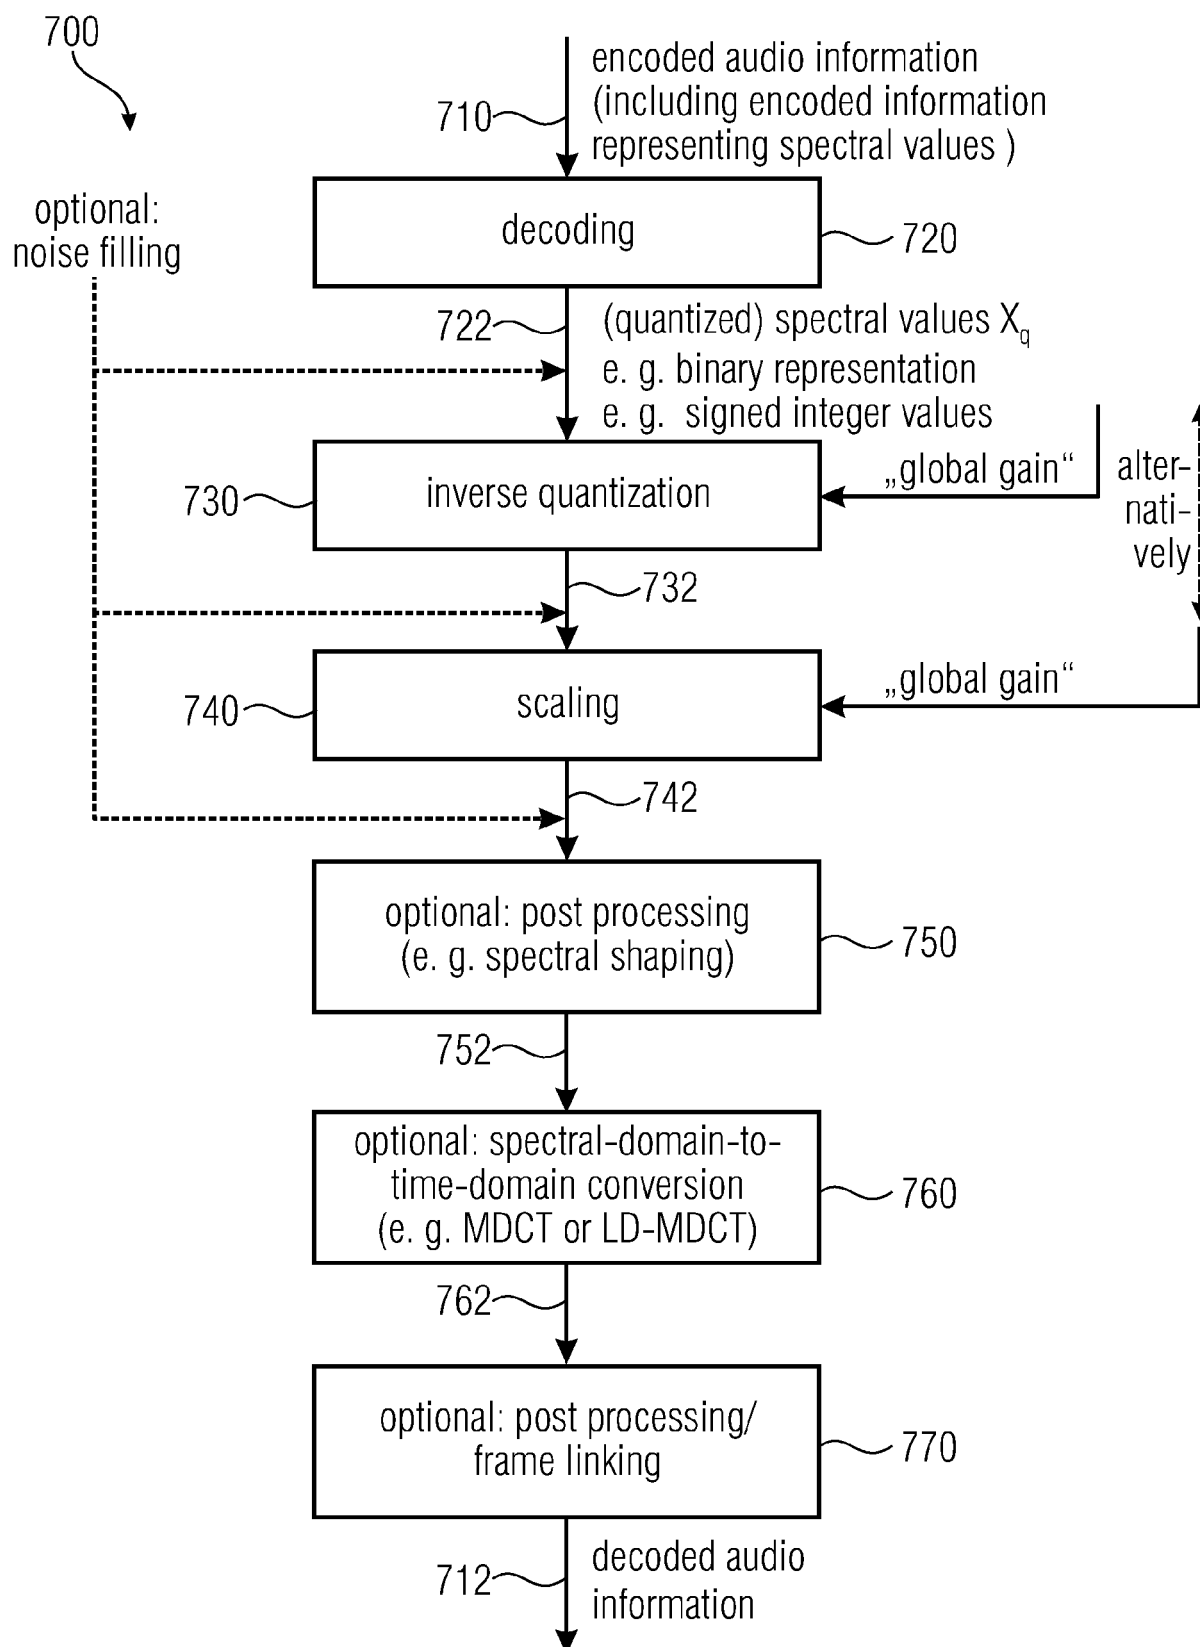 700
encoded audio information
(including encoded information
representing spectral values )
710
optional:
noise filling
decoding
720
722
(quantized) spectral values Xq
e. g. binary representation
e. g. signed integer values
730
inverse quantization
„global gain“
alter-
nati-
vely
732
740
scaling
„global gain“
742
optional: post processing
(e. g. spectral shaping)
750
752
optional: spectral-domain-to-
time-domain conversion
(e. g. MDCT or LD-MDCT)
760
762
optional: post processing/
frame linking
770
712
decoded audio
information